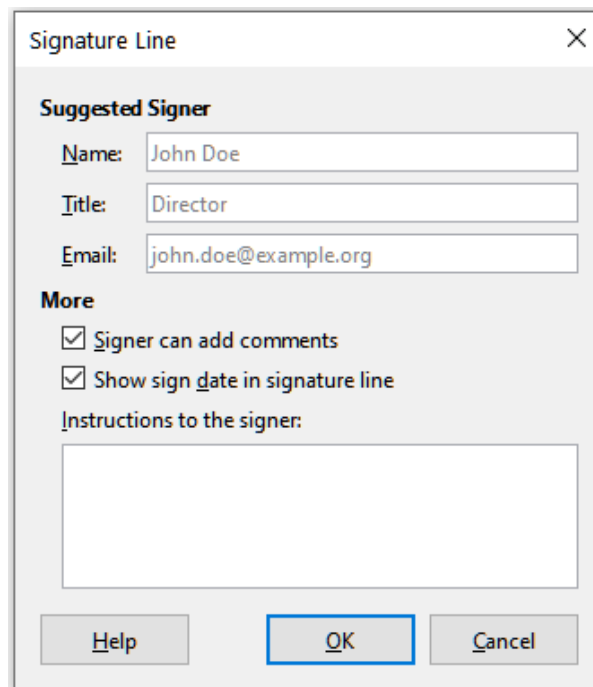 Signature Line
Suggested Signer
Name: John Doe
Title: Director
Email: john.doe@example.org
More
Signer can add comments
Show sign date in signature line
Instructions to the signer:
Help OK Cancel